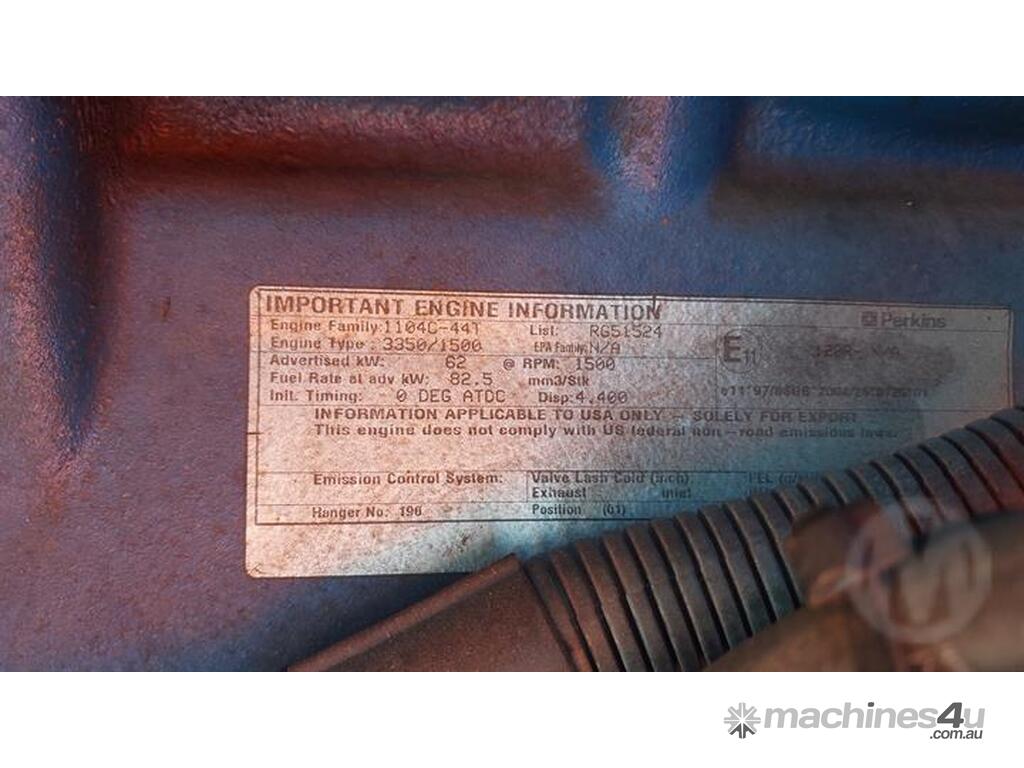 IMPORTANT ENGINE INFORMATION
Engine Family: 1104C-44T List: RG51524 Perkins
Engine Type : 3350/1500 EPA Family: N/A
Advertised kW: 62 @ RPM: 1500 E11
Fuel Rate at adv kW: 82.5 mm3/Stk
Init. Timing: 0 DEG ATDC Disp: 4.400
INFORMATION APPLICABLE TO USA ONLY - SOLELY FOR EXPORT
This engine does not comply with US federal non-road emissions laws.
Emission Control System: Valve Lash Cold (inch):
Exhaust Inlet
Hanger No: 196 Position (01)
M
machines4u
.com.au